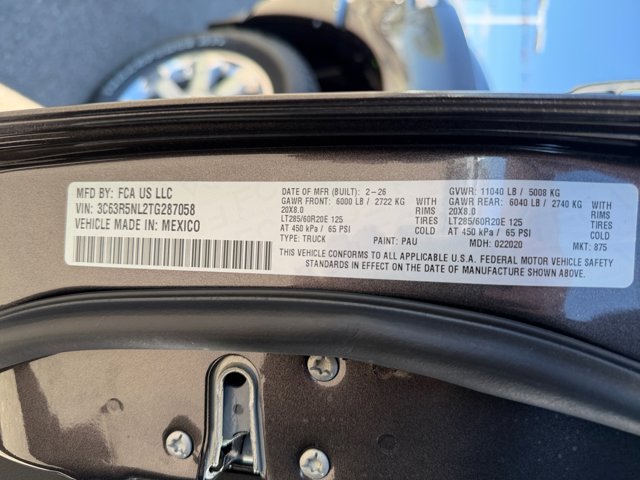 MFD BY: FCA US LLC
VIN: 3C63R5NL2TG287058
VEHICLE MADE IN: MEXICO
DATE OF MFR (BUILT): 2-26
GAWR FRONT: 6000 LB / 2722 KG WITH
20X8.0 RIMS
LT285/60R20E 125 TIRES
AT 450 kPa / 65 PSI COLD
TYPE: TRUCK PAINT: PAU
GVWR: 11040 LB / 5008 KG
GAWR REAR: 6040 LB / 2740 KG WITH
20X8.0 RIMS
LT285/60R20E 125 TIRES
AT 450 kPa / 65 PSI COLD
MDH: 022020 MKT: 875
THIS VEHICLE CONFORMS TO ALL APPLICABLE U.S.A. FEDERAL MOTOR VEHICLE SAFETY
STANDARDS IN EFFECT ON THE DATE OF MANUFACTURE SHOWN ABOVE.